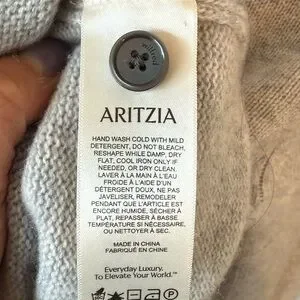 wilfred
ARITZIA
HAND WASH COLD WITH MILD
DETERGENT, DO NOT BLEACH,
RESHAPE WHILE DAMP, DRY
FLAT, COOL IRON ONLY IF
NEEDED, OR DRY CLEAN.
LAVER À LA MAIN À L'EAU
FROIDE À L'AIDE D'UN
DÉTERGENT DOUX, NE PAS
JAVELISER, REMODELER
PENDANT QUE L'ARTICLE EST
ENCORE HUMIDE, SÉCHER À
PLAT, REPASSER À BASSE
TEMPÉRATURE SI NÉCESSAIRE,
OU NETTOYER À SEC.
MADE IN CHINA
FABRIQUÉ EN CHINE
Everyday Luxury.
To Elevate Your World.™